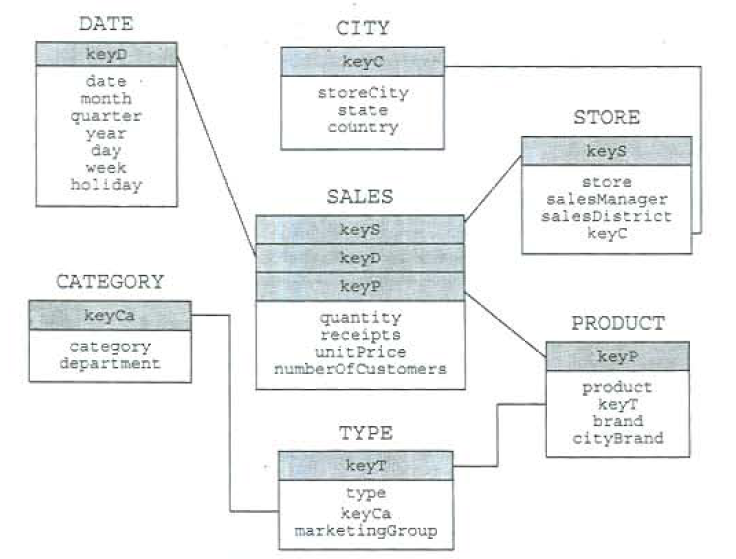 DATE
keyD
date
month
quarter
year
day
week
holiday
CITY
keyC
storeCity
state
country
STORE
keyS
store
salesManager
salesDistrict
keyC
SALES
keyS
keyD
keyP
quantity
receipts
unitPrice
numberOfCustomers
CATEGORY
keyCa
category
department
PRODUCT
keyP
product
keyT
brand
cityBrand
TYPE
keyT
type
keyCa
marketingGroup